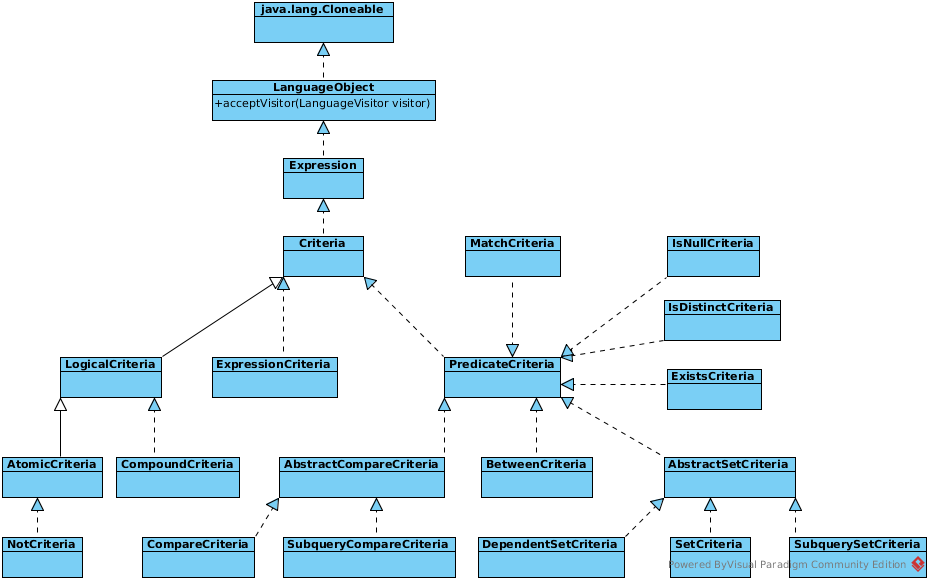 java.lang.Cloneable
LanguageObject
+acceptVisitor(LanguageVisitor visitor)
Expression
Criteria
MatchCriteria
IsNullCriteria
IsDistinctCriteria
LogicalCriteria
ExpressionCriteria
PredicateCriteria
ExistsCriteria
AtomicCriteria
CompoundCriteria
AbstractCompareCriteria
BetweenCriteria
AbstractSetCriteria
NotCriteria
CompareCriteria
SubqueryCompareCriteria
DependentSetCriteria
SetCriteria
SubquerySetCriteria
Powered ByVisual Paradigm Community Edition